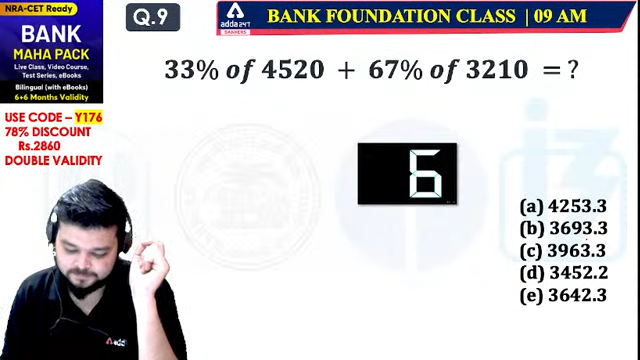 NRA-CET Ready
BANK
MAHA PACK
Live Class, Video Course,
Test Series, eBooks
Bilingual (with eBooks)
6+6 Months Validity
USE CODE – Y176
78% DISCOUNT
Rs.2860
DOUBLE VALIDITY
Q.9
adda247
BANK FOUNDATION CLASS | 09 AM
33% of 4520 + 67% of 3210 = ?
6
(a) 4253.3
(b) 3693.3
(c) 3963.3
(d) 3452.2
(e) 3642.3